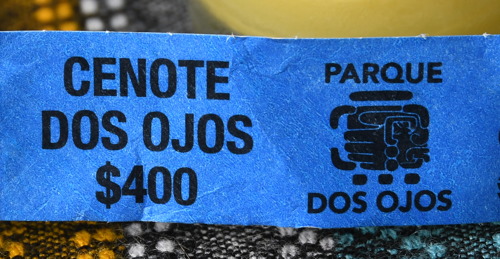 CENOTE
DOS OJOS
$400
PARQUE
DOS OJOS